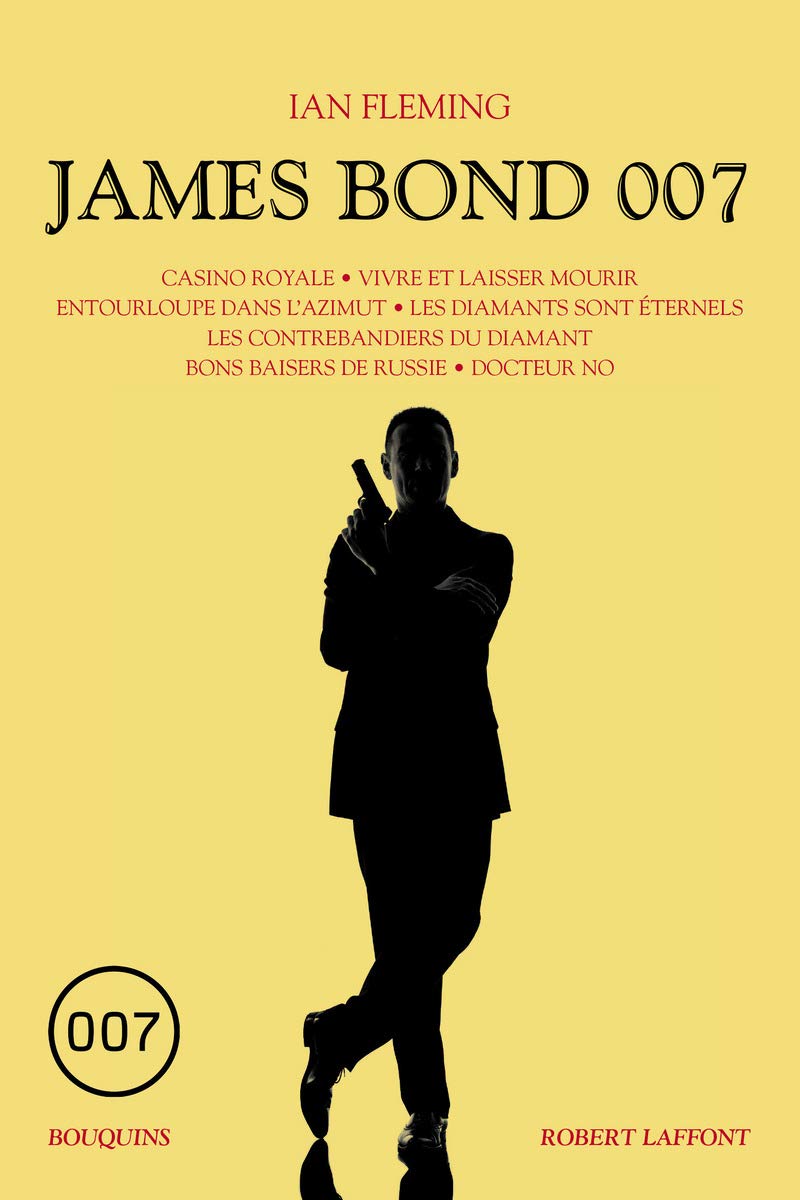 IAN FLEMING
JAMES BOND 007
CASINO ROYALE • VIVRE ET LAISSER MOURIR
ENTOURLOUPE DANS L'AZIMUT • LES DIAMANTS SONT ÉTERNELS
LES CONTREBANDIERS DU DIAMANT
BONS BAISERS DE RUSSIE • DOCTEUR NO
007
BOUQUINS
ROBERT LAFFONT